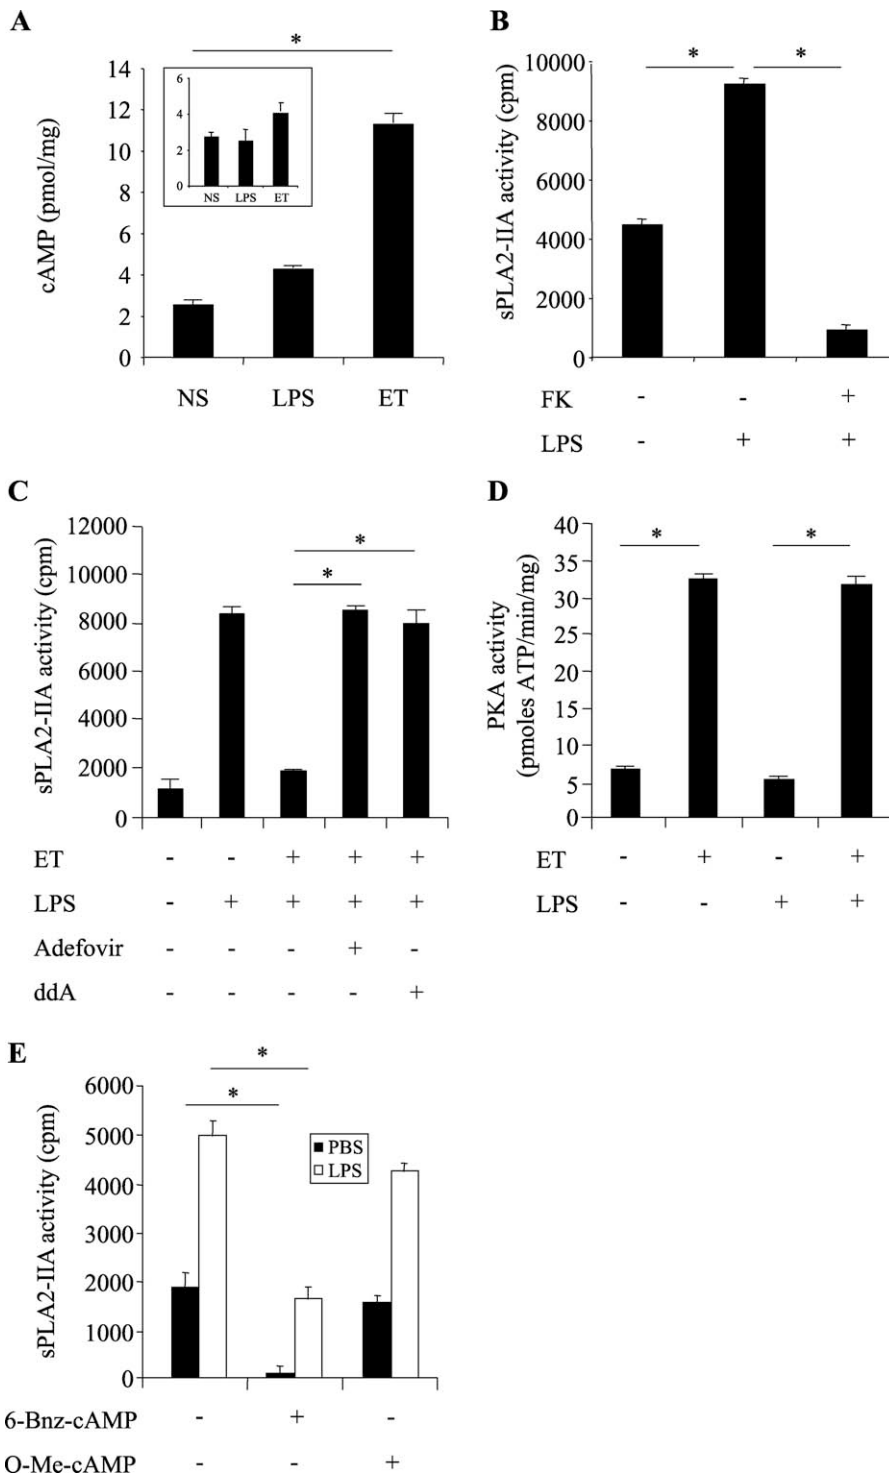 A
*
cAMP (pmol/mg)
14
12
10
8
6
4
2
0
6
4
2
0
NS LPS ET
NS LPS ET
B
* *
sPLA2-IIA activity (cpm)
10000
8000
6000
4000
2000
0
FK - - +
LPS - + +
C
*
*
sPLA2-IIA activity (cpm)
12000
10000
8000
6000
4000
2000
0
ET - - + + +
LPS - + + + +
Adefovir - - - + -
ddA - - - - +
D
* *
PKA activity
(pmoles ATP/min/mg)
40
35
30
25
20
15
10
5
0
ET - + - +
LPS - - + +
E
*
*
sPLA2-IIA activity (cpm)
6000
5000
4000
3000
2000
1000
0
PBS
LPS
6-Bnz-cAMP - + -
O-Me-cAMP - - +